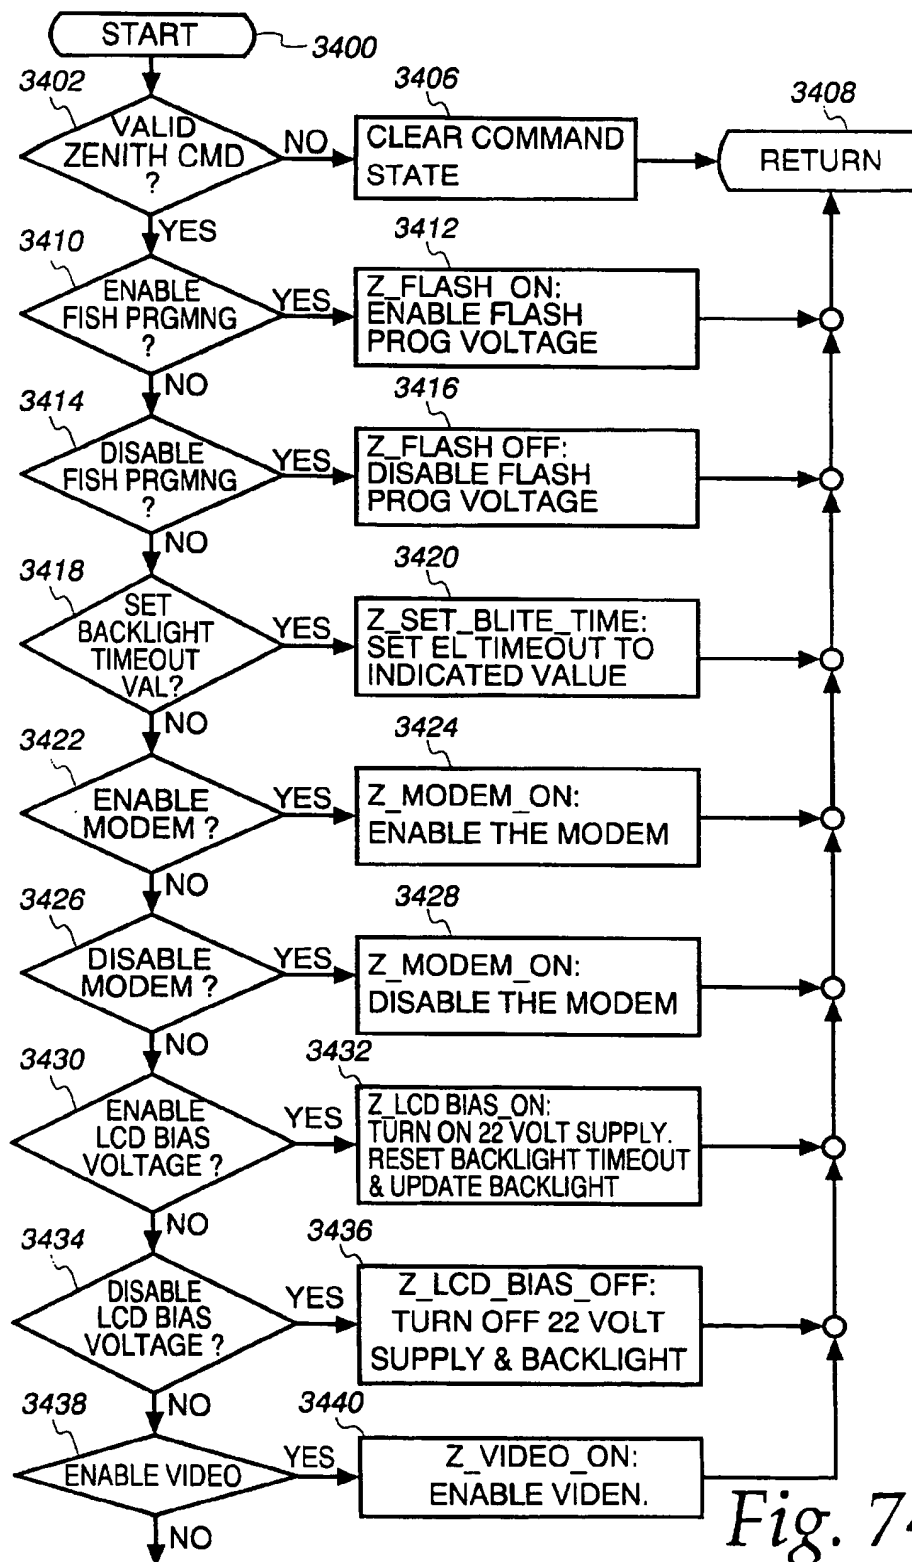 START
3400
3402
VALID
ZENITH CMD
?
NO
3406
CLEAR COMMAND
STATE
3408
RETURN
YES
3410
ENABLE
FISH PRGMNG
?
YES
3412
Z_FLASH_ON:
ENABLE FLASH
PROG VOLTAGE
NO
3414
DISABLE
FISH PRGMNG
?
YES
3416
Z_FLASH OFF:
DISABLE FLASH
PROG VOLTAGE
NO
3418
SET
BACKLIGHT
TIMEOUT
VAL?
YES
3420
Z_SET_BLITE_TIME:
SET EL TIMEOUT TO
INDICATED VALUE
NO
3422
ENABLE
MODEM ?
YES
3424
Z_MODEM_ON:
ENABLE THE MODEM
NO
3426
DISABLE
MODEM ?
YES
3428
Z_MODEM_ON:
DISABLE THE MODEM
NO
3430
ENABLE
LCD BIAS
VOLTAGE ?
YES
3432
Z_LCD BIAS_ON:
TURN ON 22 VOLT SUPPLY.
RESET BACKLIGHT TIMEOUT
& UPDATE BACKLIGHT
NO
3434
DISABLE
LCD BIAS
VOLTAGE ?
YES
3436
Z_LCD_BIAS_OFF:
TURN OFF 22 VOLT
SUPPLY & BACKLIGHT
NO
3438
ENABLE VIDEO
YES
3440
Z_VIDEO_ON:
ENABLE VIDEN.
NO
Fig.